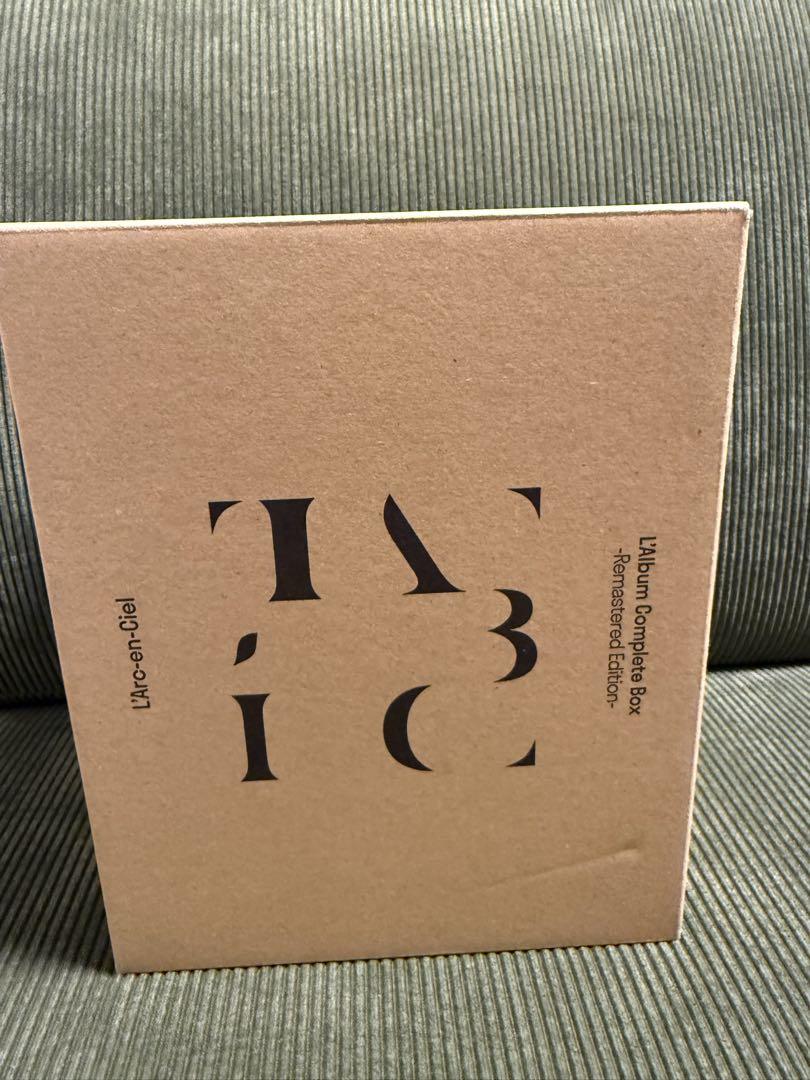 L'Album Complete Box
-Remastered Edition-
L'Arc-en-Ciel